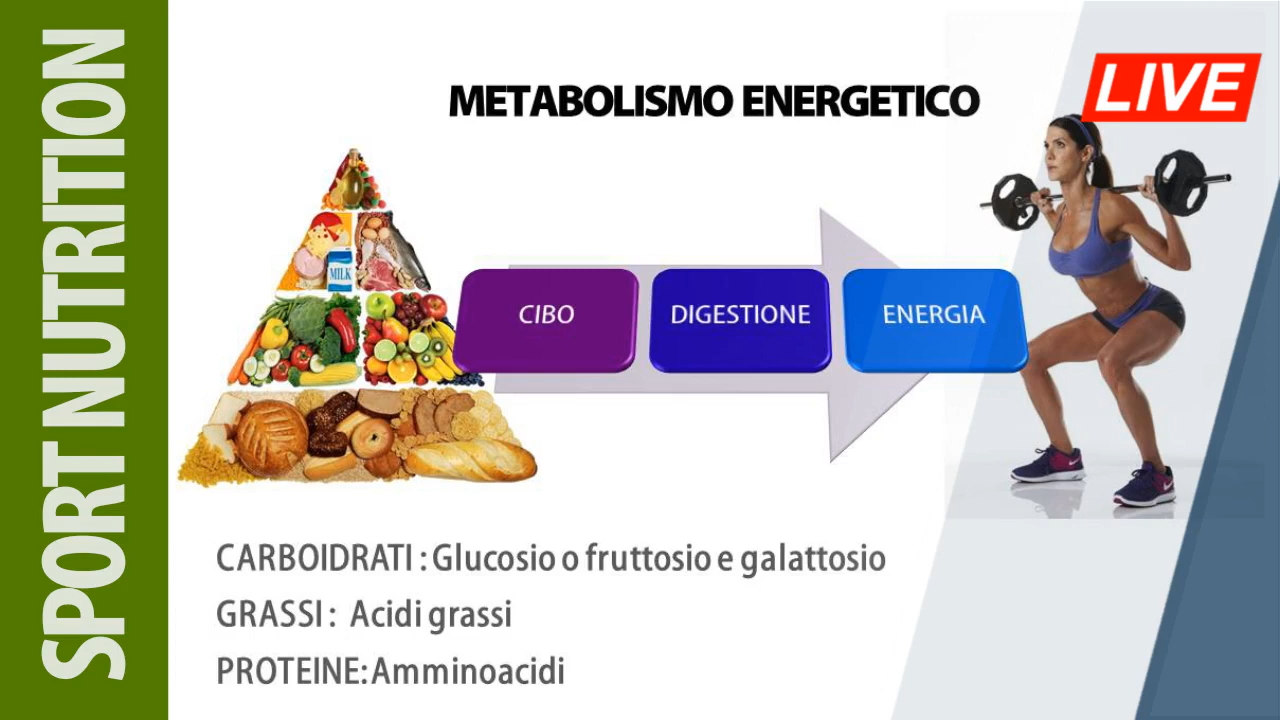 SPORT NUTRITION
METABOLISMO ENERGETICO
LIVE
MILK
CIBO
DIGESTIONE
ENERGIA
CARBOIDRATI : Glucosio o fruttosio e galattosio
GRASSI : Acidi grassi
PROTEINE: Amminoacidi